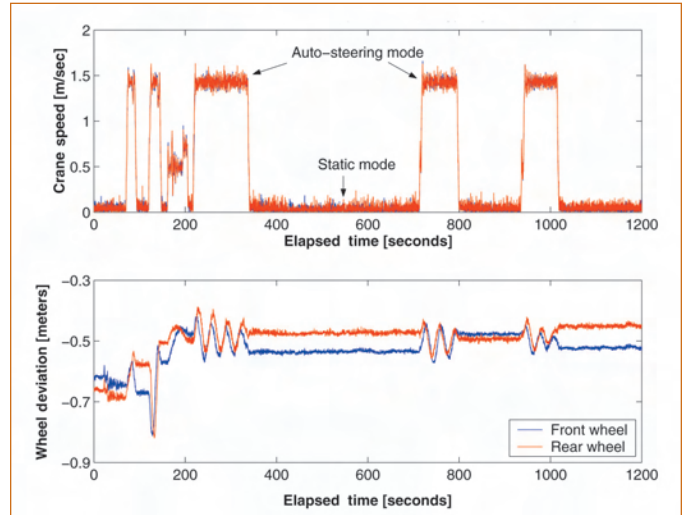 Crane speed [m/sec]
2
1.5
1
0.5
0
Auto-steering mode
Static mode
0 200 400 600 800 1000 1200
Elapsed time [seconds]
Wheel deviation [meters]
-0.3
-0.5
-0.7
-0.9
Front wheel
Rear wheel
0 200 400 600 800 1000 1200
Elapsed time [seconds]